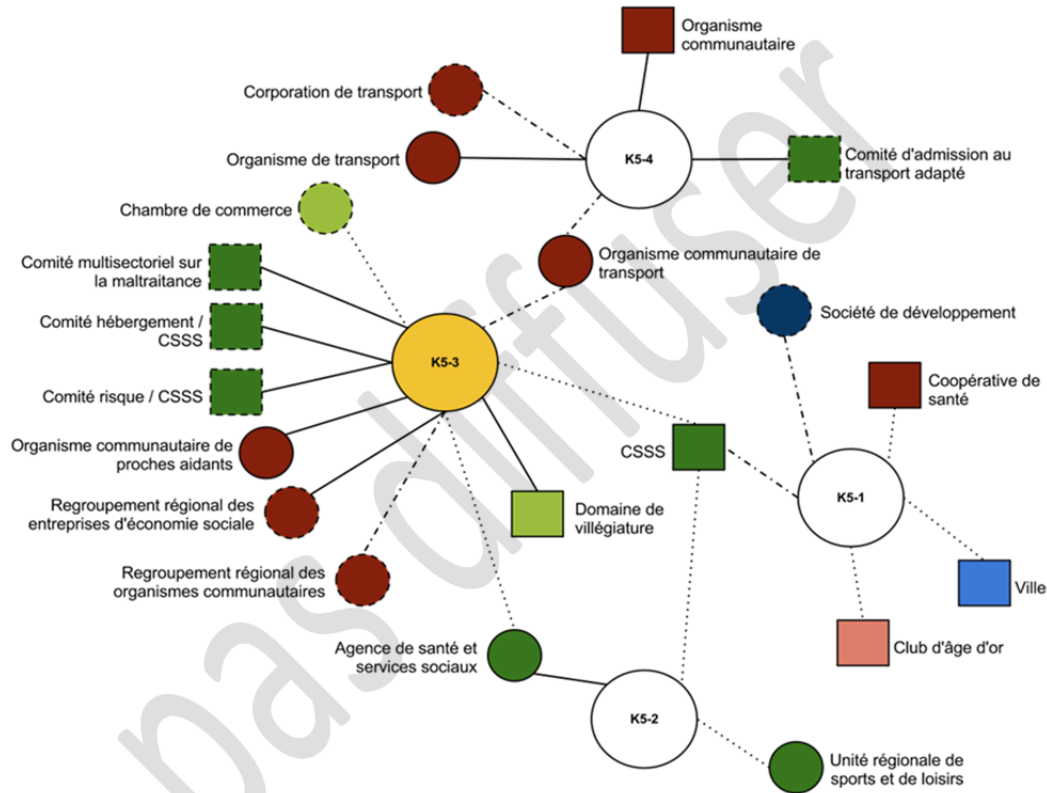 Organisme
communautaire
Corporation de transport
Organisme de transport
K5-4
Comité d'admission au
transport adapté
Chambre de commerce
Organisme communautaire de
transport
Comité multisectoriel sur
la maltraitance
Société de développement
Comité hébergement /
CSSS
K5-3
Comité risque / CSSS
Coopérative de
santé
Organisme communautaire de
proches aidants
CSSS
K5-1
Regroupement régional des
entreprises d'économie sociale
Domaine de
villégiature
Regroupement régional des
organismes communautaires
Ville
Agence de santé et
services sociaux
Club d'âge d'or
K5-2
Unité régionale de
sports et de loisirs
pas diffuser